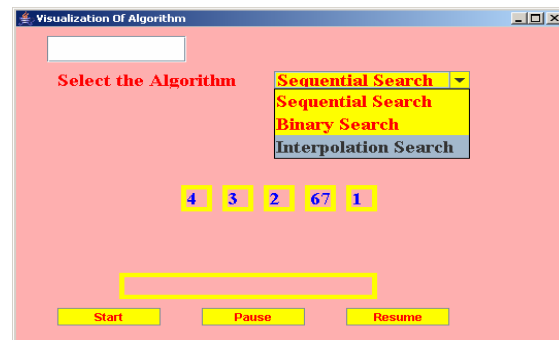 Visualization Of Algorithm
Select the Algorithm Sequential Search
Sequential Search
Binary Search
Interpolation Search
4 3 2 67 1
Start Pause Resume